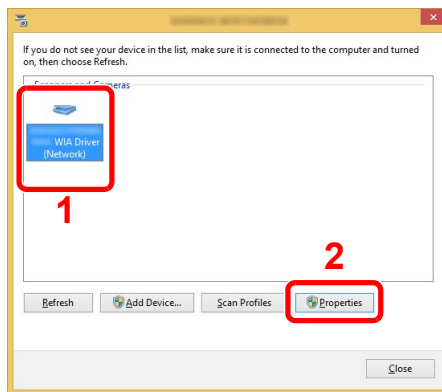 If you do not see your device in the list, make sure it is connected to the computer and turned
on, then choose Refresh.
Scanners and Cameras
WIA Driver
(Network)
1
2
Refresh
Add Device...
Scan Profiles
Properties
Close